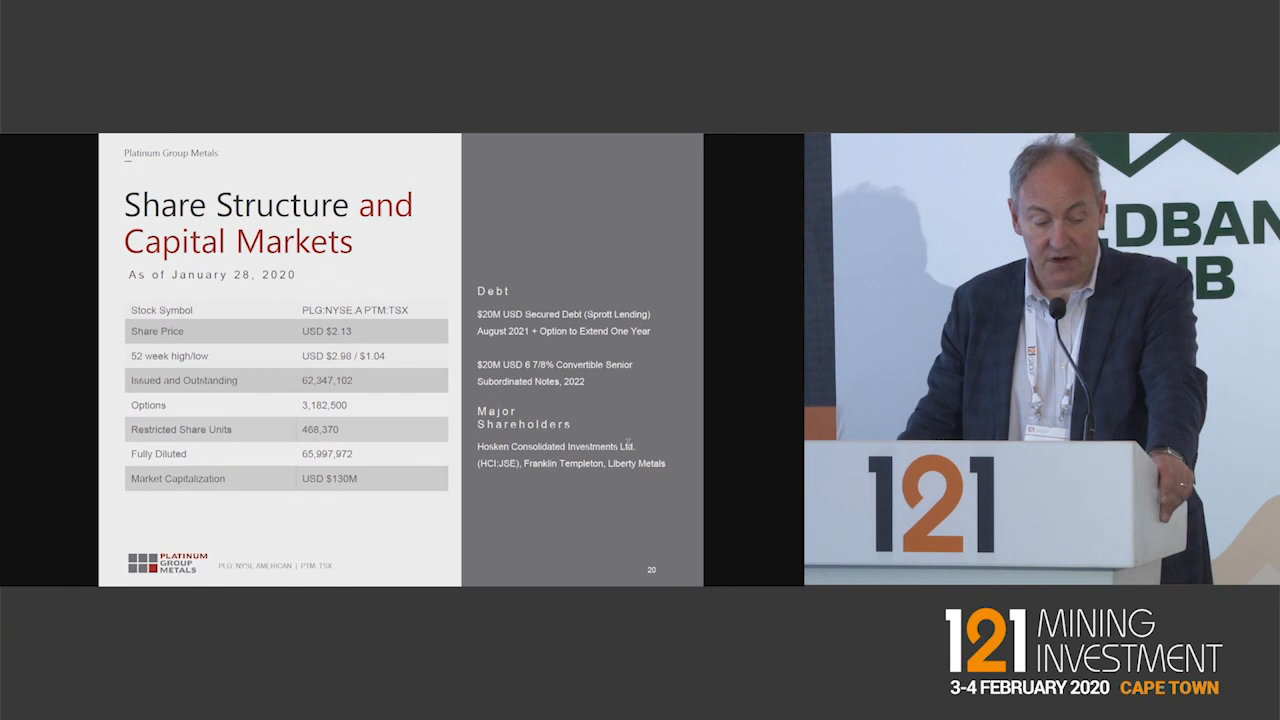 Platinum Group Metals
Share Structure and
Capital Markets
As of January 28, 2020
Stock Symbol PLG:NYSE.A PTM:TSX
Share Price USD $2.13
52 week high/low USD $2.98 / $1.04
Issued and Outstanding 62,347,102
Options 3,182,500
Restricted Share Units 468,370
Fully Diluted 65,997,972
Market Capitalization USD $130M
PLATINUM
GROUP
METALS
PLG: NYSE AMERICAN | PTM: TSX
Debt
$20M USD Secured Debt (Sprott Lending)
August 2021 + Option to Extend One Year
$20M USD 6 7/8% Convertible Senior
Subordinated Notes, 2022
Major
Shareholders
Hosken Consolidated Investments Ltd.
(HCI:JSE), Franklin Templeton, Liberty Metals
20
EDBAN
IB
121
121
121 MINING
INVESTMENT
3-4 FEBRUARY 2020 CAPE TOWN